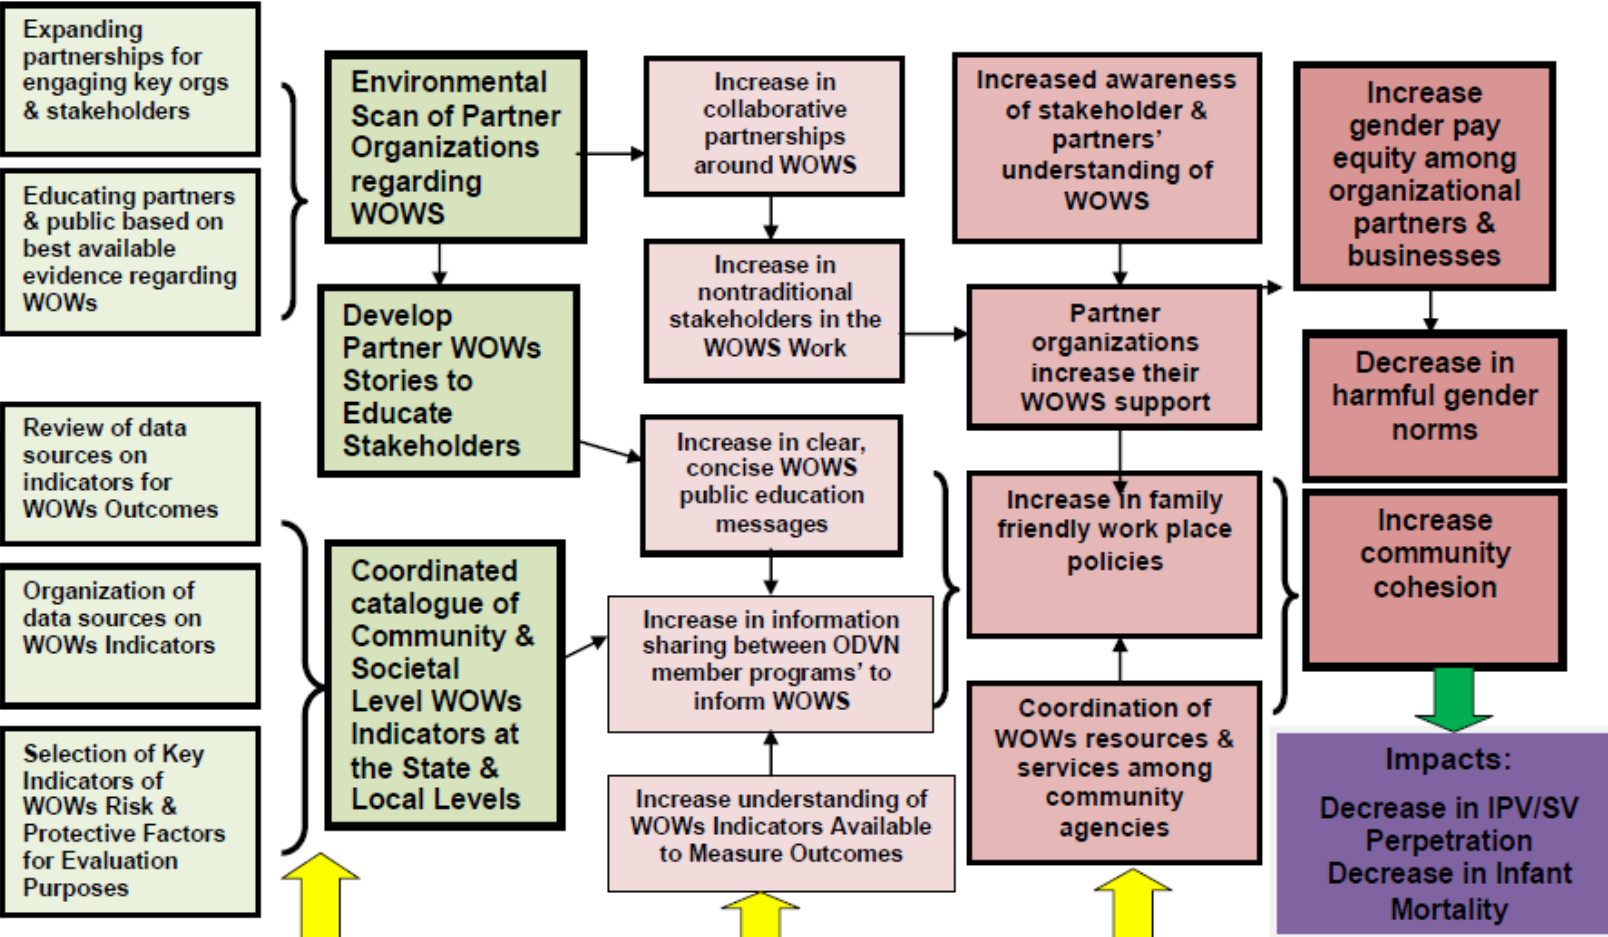 Expanding
partnerships for
engaging key orgs
& stakeholders
Educating partners
& public based on
best available
evidence regarding
WOWs
Review of data
sources on
indicators for
WOWs Outcomes
Organization of
data sources on
WOWs Indicators
Selection of Key
Indicators of
WOWs Risk &
Protective Factors
for Evaluation
Purposes
Environmental
Scan of Partner
Organizations
regarding
WOWS
Develop
Partner WOWs
Stories to
Educate
Stakeholders
Coordinated
catalogue of
Community &
Societal
Level WOWs
Indicators at
the State &
Local Levels
Increase in
collaborative
partnerships
around WOWS
Increase in
nontraditional
stakeholders in the
WOWS Work
Increase in clear,
concise WOWS
public education
messages
Increase in information
sharing between ODVN
member programs’ to
inform WOWS
Increase understanding of
WOWs Indicators Available
to Measure Outcomes
Increased awareness
of stakeholder &
partners’
understanding of
WOWS
Partner
organizations
increase their
WOWS support
Increase in family
friendly work place
policies
Coordination of
WOWs resources &
services among
community
agencies
Increase
gender pay
equity among
organizational
partners &
businesses
Decrease in
harmful gender
norms
Increase
community
cohesion
Impacts:
Decrease in IPV/SV
Perpetration
Decrease in Infant
Mortality